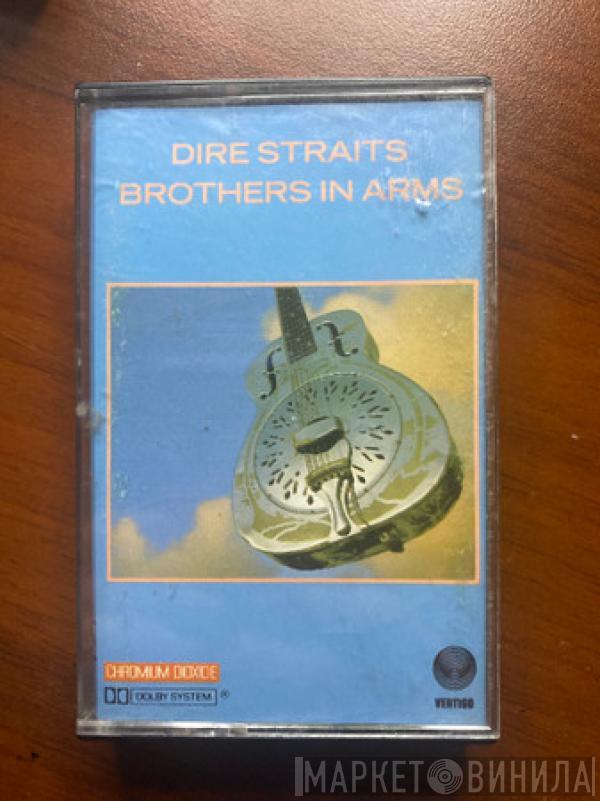 DIRE STRAITS
BROTHERS IN ARMS
CHROMIUM DIOXIDE
DOLBY SYSTEM ®
VERTIGO
МАРКЕТ ВИНИЛА